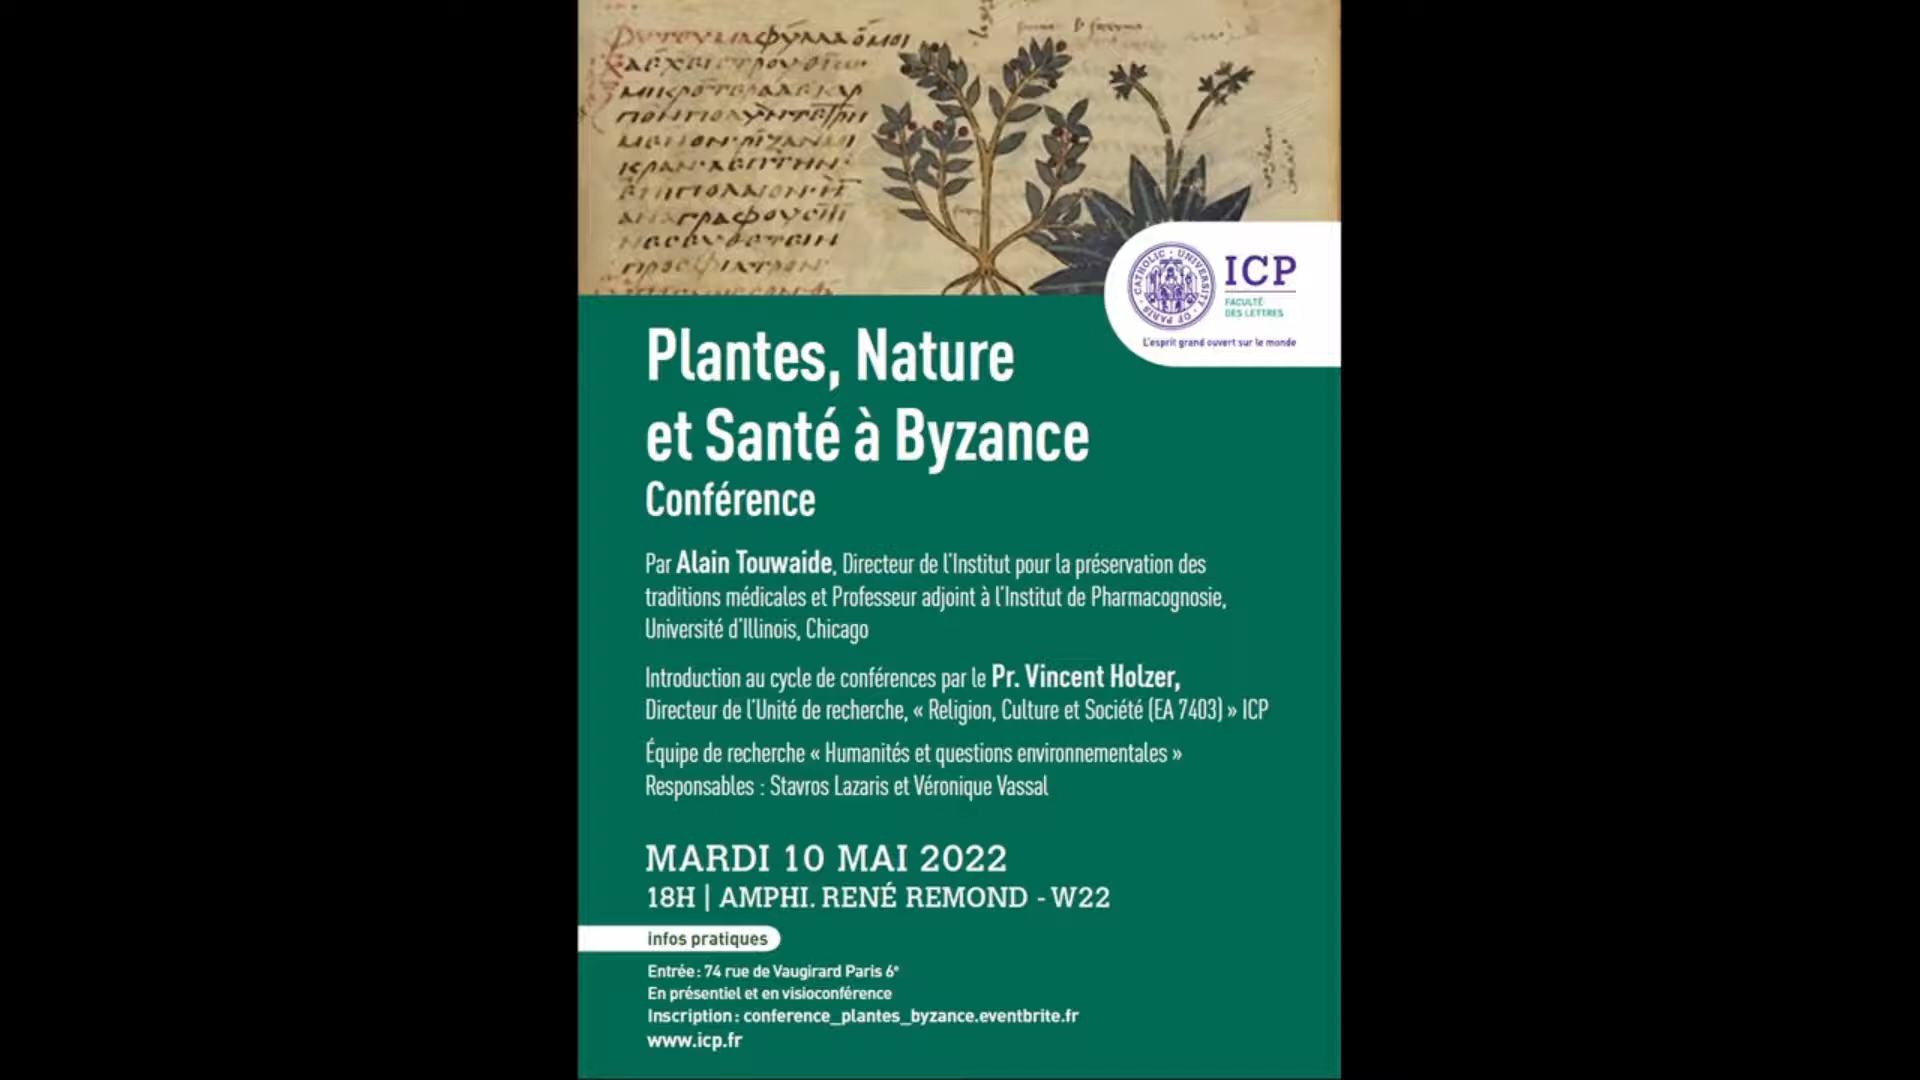 ICP
FACULTÉ
DES LETTRES
CATHOLIC · UNIVERSITY · OF PARIS
L'esprit grand ouvert sur le monde
Plantes, Nature
et Santé à Byzance
Conférence
Par Alain Touwaide, Directeur de l'Institut pour la préservation des
traditions médicales et Professeur adjoint à l'Institut de Pharmacognosie,
Université d'Illinois, Chicago
Introduction au cycle de conférences par le Pr. Vincent Holzer,
Directeur de l'Unité de recherche, « Religion, Culture et Société (EA 7403) » ICP
Équipe de recherche « Humanités et questions environnementales »
Responsables : Stavros Lazaris et Véronique Vassal
MARDI 10 MAI 2022
18H | AMPHI. RENÉ REMOND - W22
infos pratiques
Entrée : 74 rue de Vaugirard Paris 6e
En présentiel et en visioconférence
Inscription : conference_plantes_byzance.eventbrite.fr
www.icp.fr